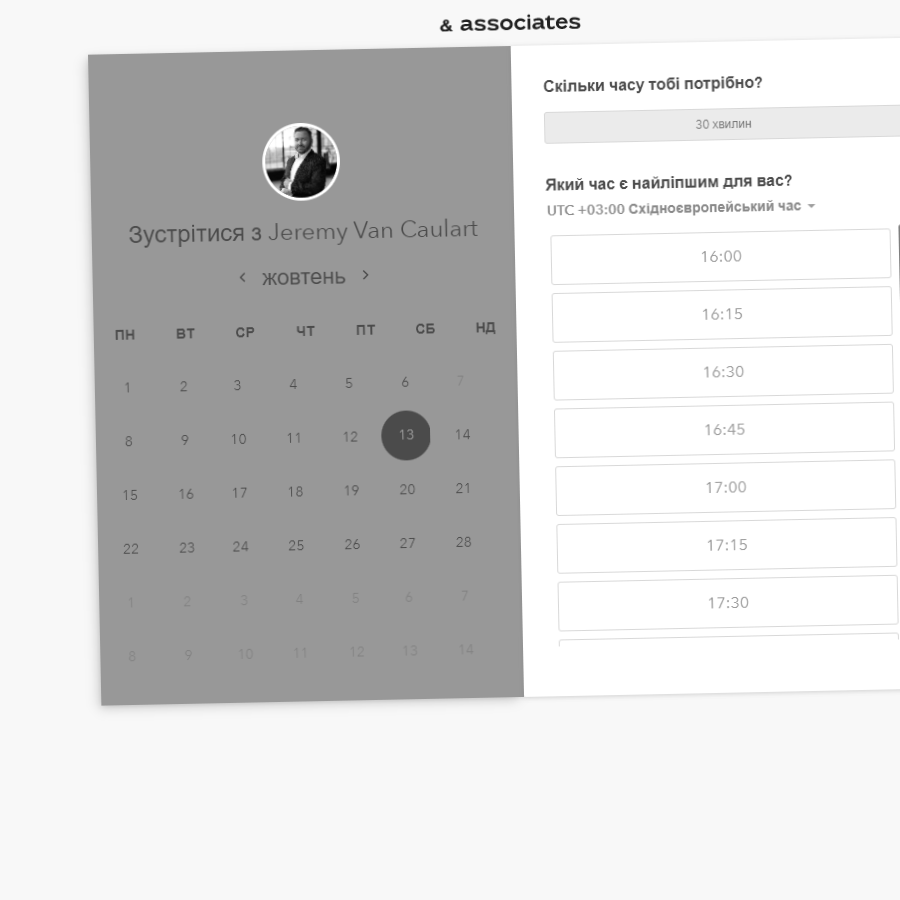 & associates
Зустрітися з Jeremy Van Caulart
жовтень
ПН ВТ СР ЧТ ПТ СБ НД
1 2 3 4 5 6 7
8 9 10 11 12 13 14
15 16 17 18 19 20 21
22 23 24 25 26 27 28
1 2 3 4 5 6 7
8 9 10 11 12 13 14
Скільки часу тобі потрібно?
30 хвилин
Який час є найліпшим для вас?
UTC +03:00 Східноєвропейський час
16:00
16:15
16:30
16:45
17:00
17:15
17:30